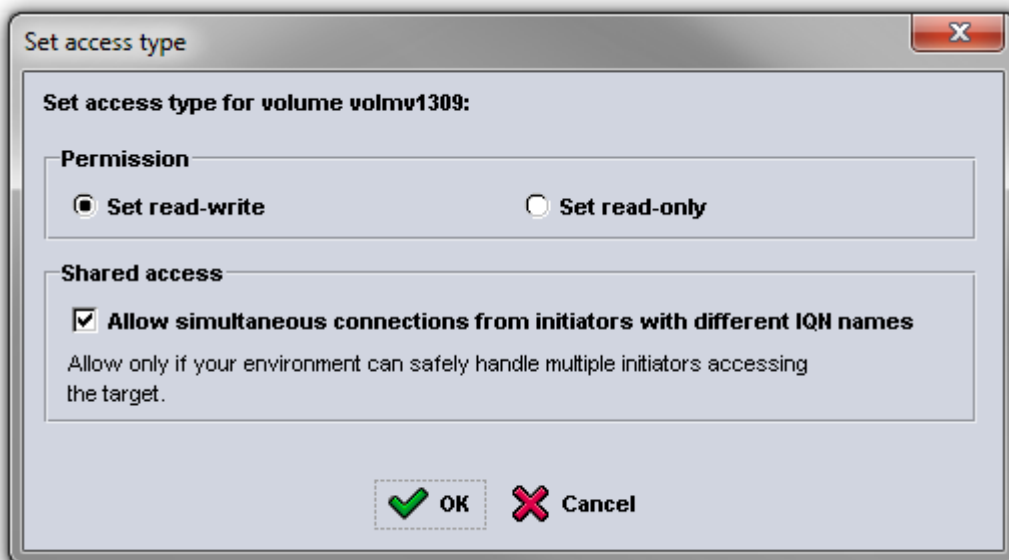 Set access type
Set access type for volume volmv1309:
Permission
Set read-write
Set read-only
Shared access
Allow simultaneous connections from initiators with different IQN names
Allow only if your environment can safely handle multiple initiators accessing
the target.
OK
Cancel